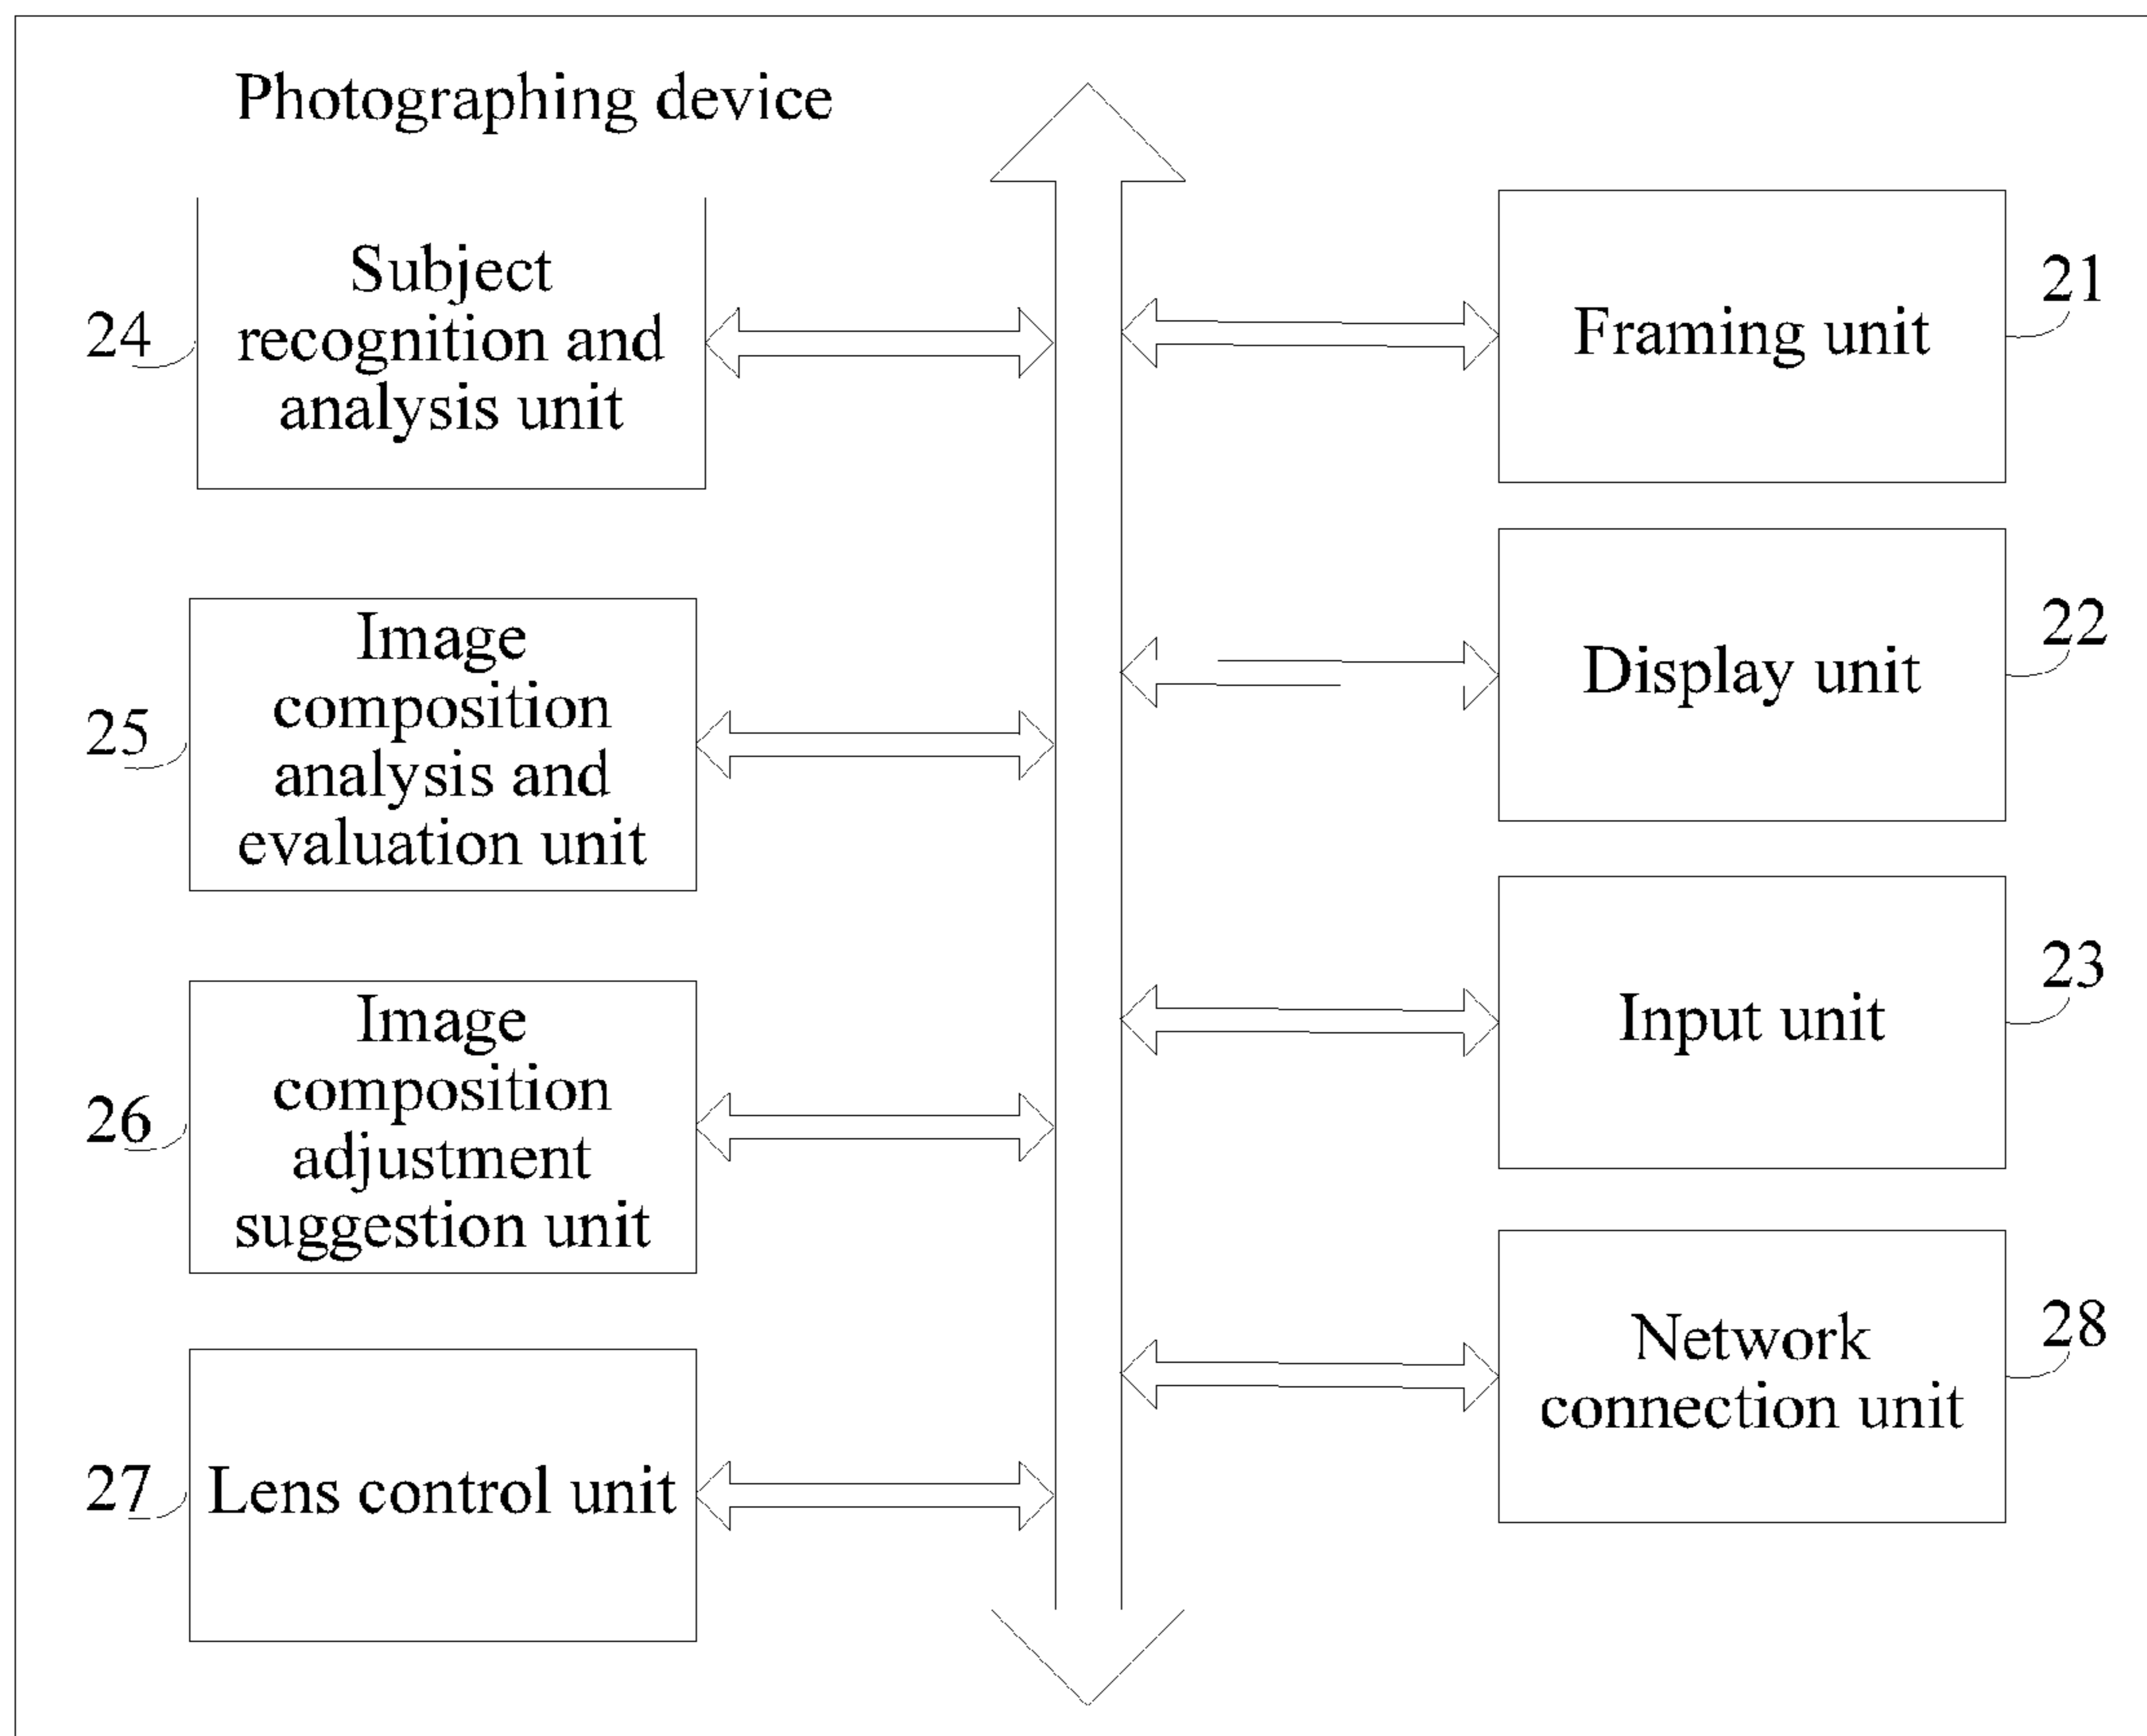 Photographing device
24
Subject
recognition and
analysis unit
25
Image
composition
analysis and
evaluation unit
26
Image
composition
adjustment
suggestion unit
27
Lens control unit
Framing unit
21
Display unit
22
Input unit
23
Network
connection unit
28